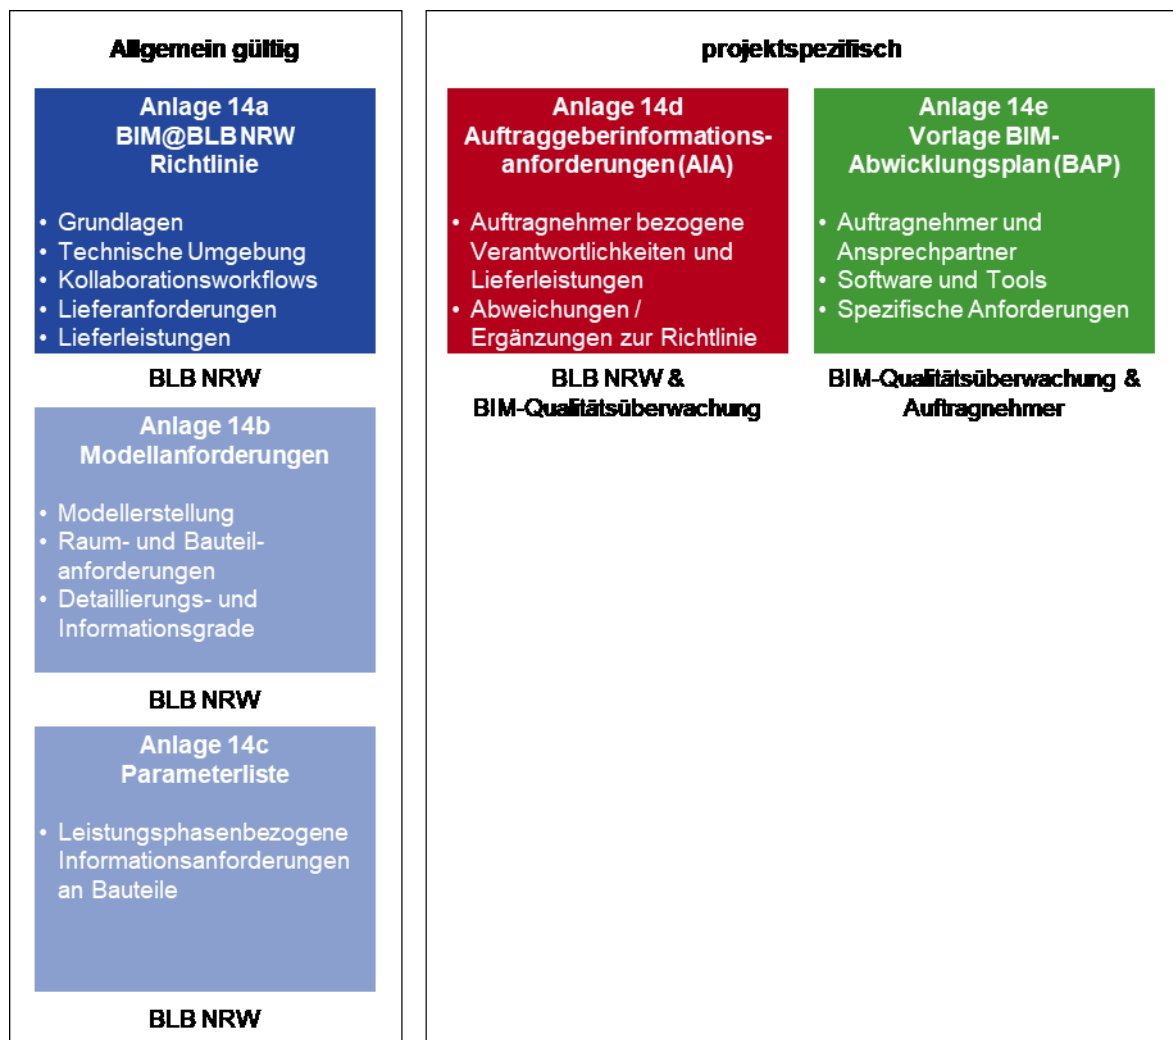 Allgemein gültig
Anlage 14a
BIM@BLB NRW
Richtlinie
• Grundlagen
• Technische Umgebung
• Kollaborationsworkflows
• Lieferanforderungen
• Lieferleistungen
BLB NRW
Anlage 14b
Modellanforderungen
• Modellerstellung
• Raum- und Bauteil-
anforderungen
• Detaillierungs- und
Informationsgrade
BLB NRW
Anlage 14c
Parameterliste
• Leistungsphasenbezogene
Informationsanforderungen
an Bauteile
BLB NRW
projektspezifisch
Anlage 14d
Auftraggeberinformations-
anforderungen (AIA)
• Auftragnehmer bezogene
Verantwortlichkeiten und
Lieferleistungen
• Abweichungen /
Ergänzungen zur Richtlinie
BLB NRW &
BIM-Qualitätsüberwachung
Anlage 14e
Vorlage BIM-
Abwicklungsplan (BAP)
• Auftragnehmer und
Ansprechpartner
• Software und Tools
• Spezifische Anforderungen
BIM-Qualitätsüberwachung &
Auftragnehmer